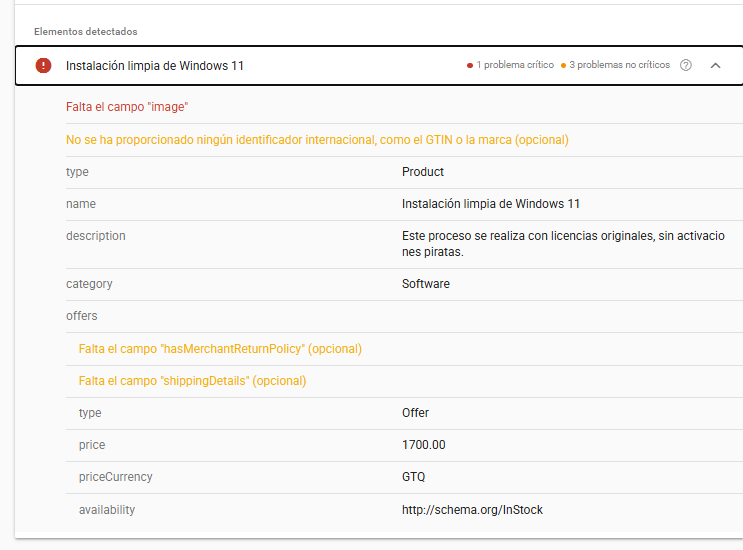 Elementos detectados
Instalación limpia de Windows 11
1 problema crítico
3 problemas no críticos
Falta el campo "image"
No se ha proporcionado ningún identificador internacional, como el GTIN o la marca (opcional)
type Product
name Instalación limpia de Windows 11
description Este proceso se realiza con licencias originales, sin activacio
nes piratas.
category Software
offers
Falta el campo "hasMerchantReturnPolicy" (opcional)
Falta el campo "shippingDetails" (opcional)
type Offer
price 1700.00
priceCurrency GTQ
availability http://schema.org/InStock